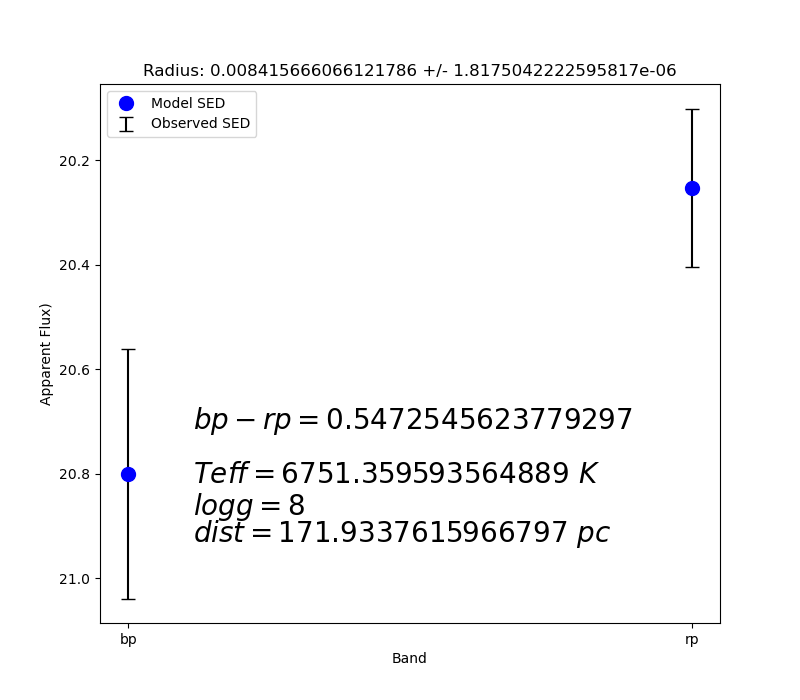 Radius: 0.008415666066121786 +/- 1.8175042222595817e-06
Model SED
Observed SED
Apparent Flux)
20.2
20.4
20.6
20.8
21.0
bp − rp = 0.5472545623779297
Teff = 6751.359593564889 K
logg = 8
dist = 171.9337615966797 pc
bp
rp
Band